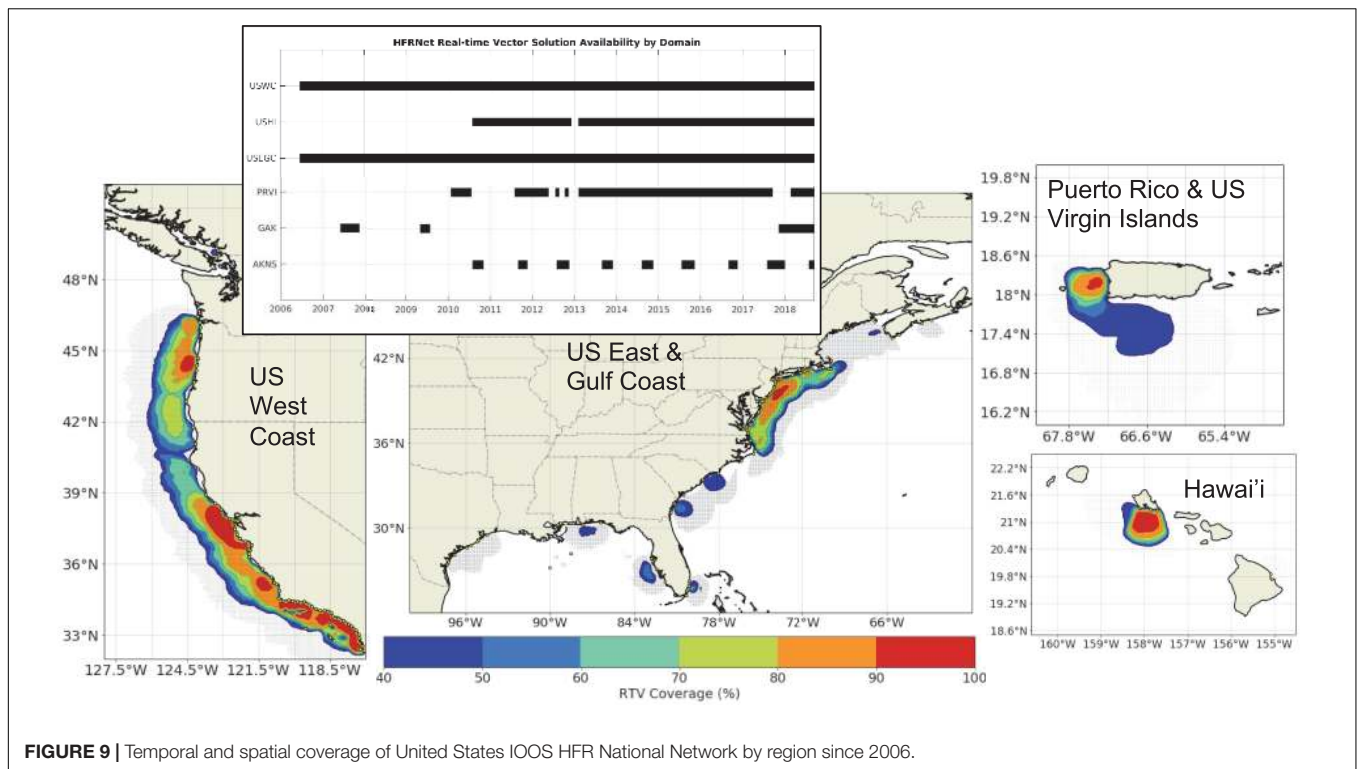 HFRNet Real-time Vector Solution Availability by Domain
USWC
USHI
USEGC
PRVI
GAK
AKNS
2006 2007 2008 2009 2010 2011 2012 2013 2014 2015 2016 2017 2018
48°N
45°N
42°N
39°N
36°N
33°N
127.5°W 124.5°W 121.5°W 118.5°W
US
West
Coast
US East &
Gulf Coast
42°N
36°N
30°N
96°W 90°W 84°W 78°W 72°W 66°W
40 50 60 70 80 90 100
RTV Coverage (%)
Puerto Rico & US
Virgin Islands
19.8°N
19.2°N
18.6°N
18°N
17.4°N
16.8°N
16.2°N
67.8°W 66.6°W 65.4°W
Hawai'i
22.2°N
21.6°N
21°N
20.4°N
19.8°N
19.2°N
18.6°N
160°W 159°W 158°W 157°W 156°W 155°W
FIGURE 9 | Temporal and spatial coverage of United States IOOS HFR National Network by region since 2006.